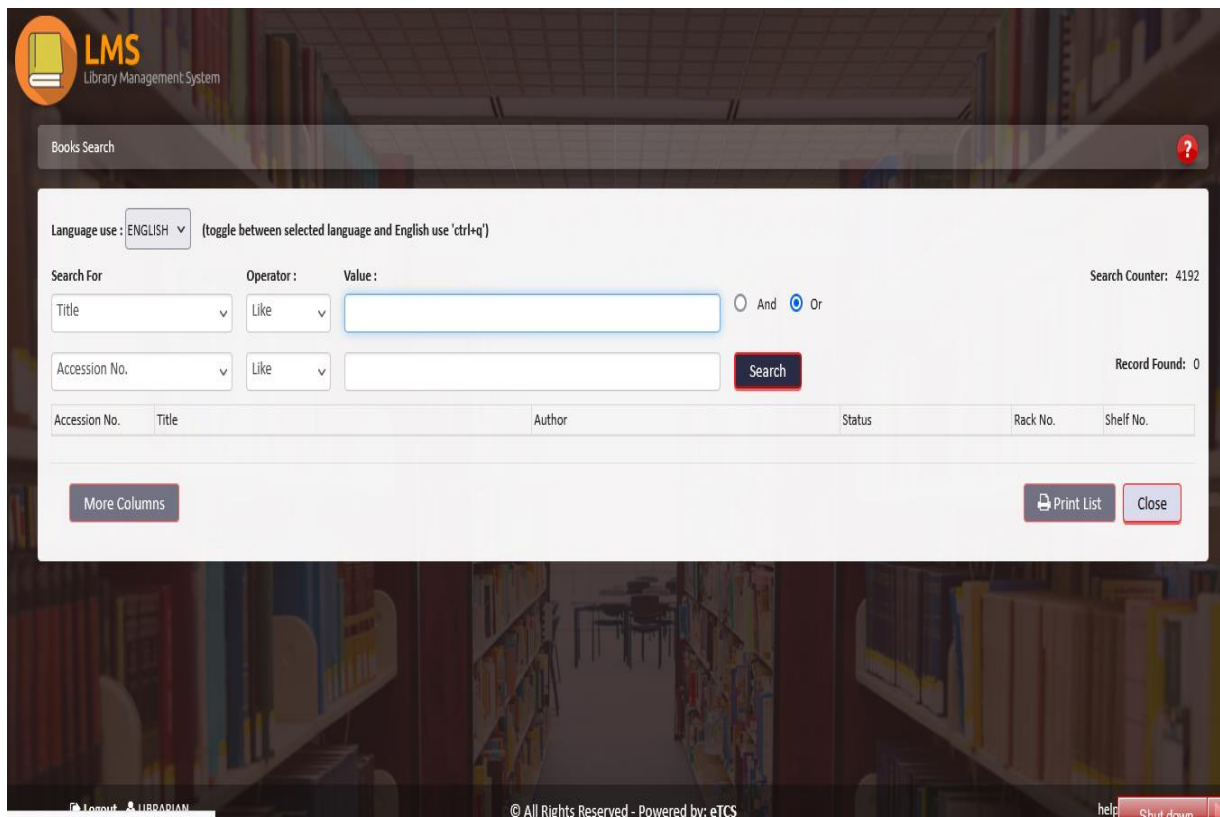 LMS
Library Management System
Books Search
?
Language use : ENGLISH (toggle between selected language and English use 'ctrl+q')
Search For Operator : Value : Search Counter: 4192
Title Like And Or
Accession No. Like Search Record Found: 0
Accession No. Title Author Status Rack No. Shelf No.
More Columns Print List Close
Logout LIBRARIAN © All Rights Reserved - Powered by: eTCS help Shut down